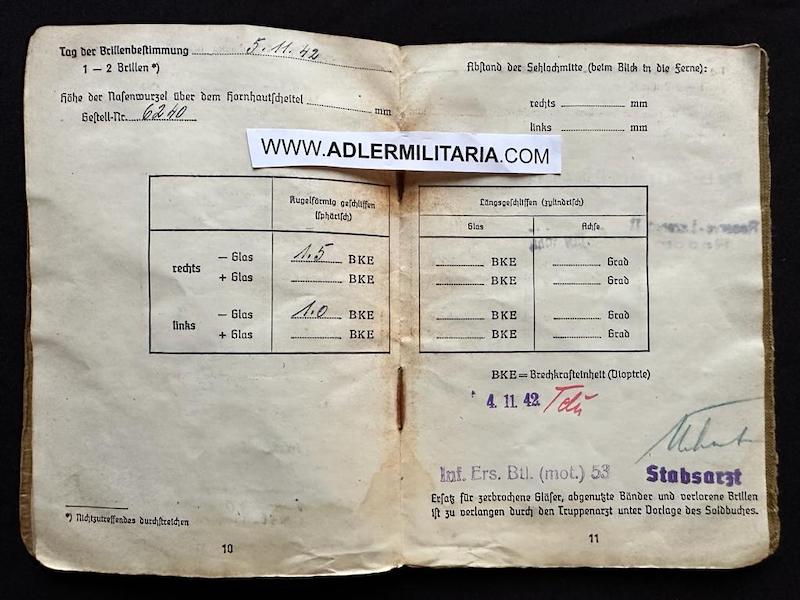 Tag der Brillenbestimmung 5.11.42
1 – 2 Brillen *)
Höhe der Nasenwurzel über dem Hornhautscheitel mm
Gestell-Nr. 6240
Kugelförmig geschliffen
(sphärisch)
rechts
– Glas 1.5 BKE
+ Glas BKE
links
– Glas 1.0 BKE
+ Glas BKE
*) Nichtzutreffendes durchstreichen
10
Abstand der Sehlochmitte (beim Blick in die Ferne):
rechts mm
links mm
WWW.ADLERMILITARIA.COM
Längsgeschliffen (zylindrisch)
Glas Achse
BKE Grad
BKE Grad
BKE Grad
BKE Grad
BKE = Brechkrafteinheit (Dioptrie)
4. 11. 42
Inf. Ers. Btl. (mot.) 53 Stabsarzt
Ersatz für zerbrochene Gläser, abgenutzte Bänder und verlorene Brillen
ist zu verlangen durch den Truppenarzt unter Vorlage des Soldbuches.
11